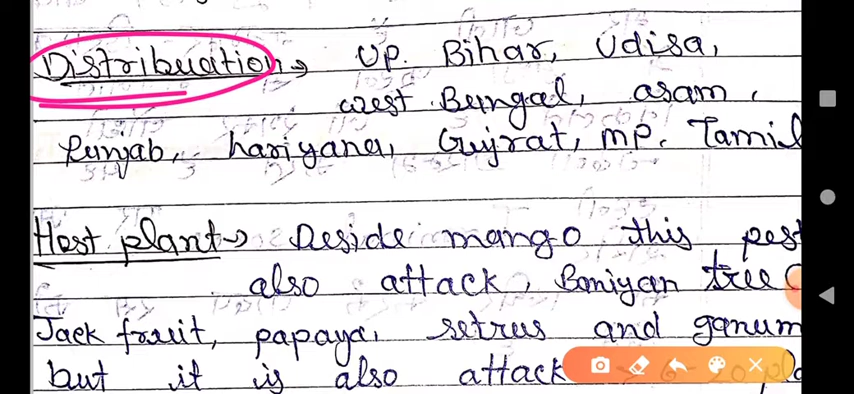 Distribuation → UP. Bihar, Udisa,
west Bengal, asam,
Punjab, hariyana, Gujrat, MP. Tamil
Host plant → Beside mango this pest
also attack, Baniyan tree (
Jack fruit, papaya, setrus and
but it is also attack